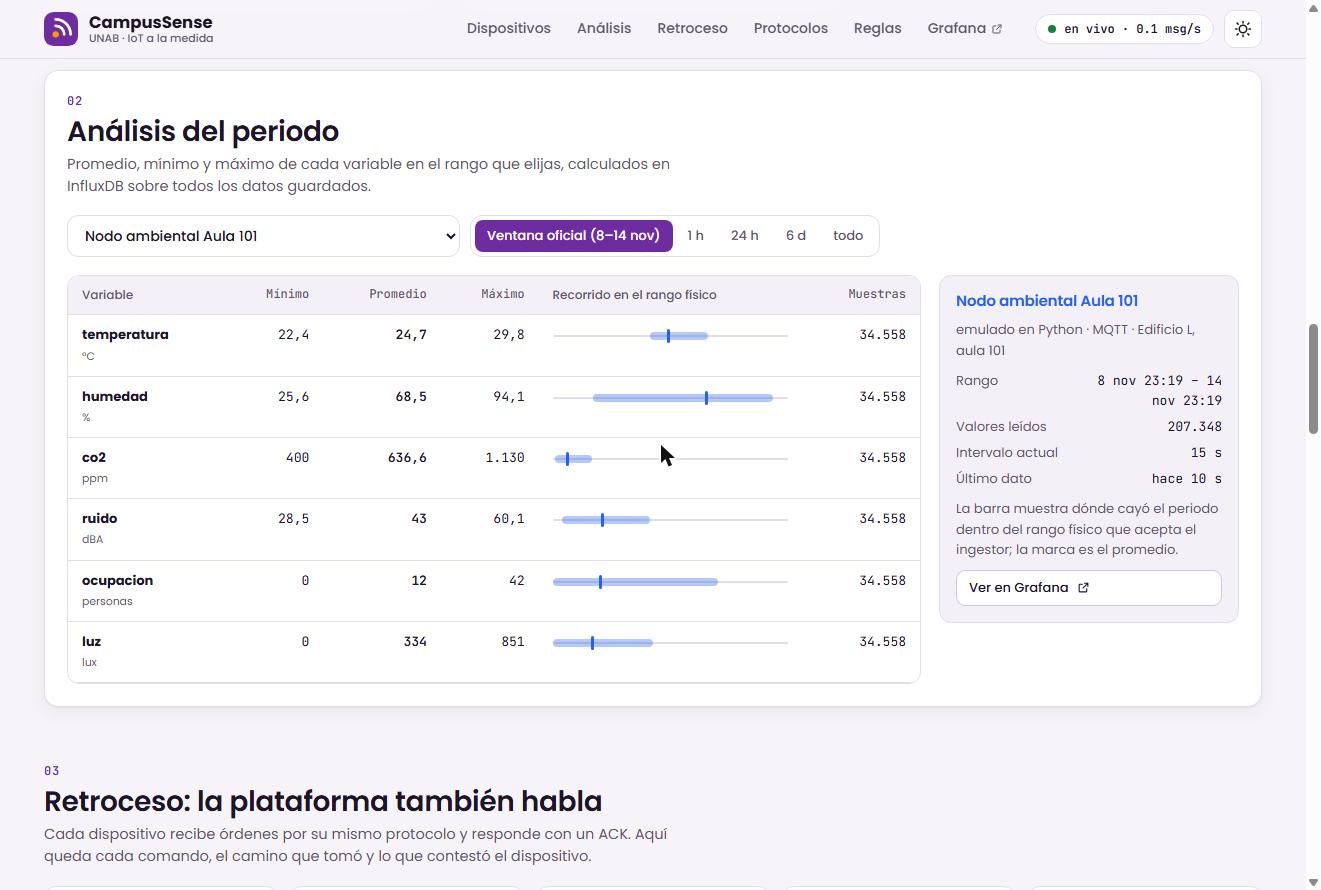 CampusSense
UNAB · IoT a la medida
Dispositivos Análisis Retroceso Protocolos Reglas Grafana
en vivo · 0.1 msg/s
02
Análisis del periodo
Promedio, mínimo y máximo de cada variable en el rango que elijas, calculados en
InfluxDB sobre todos los datos guardados.
Nodo ambiental Aula 101
Ventana oficial (8–14 nov) 1 h 24 h 6 d todo
Variable Mínimo Promedio Máximo Recorrido en el rango físico Muestras
temperatura 22,4 24,7 29,8 34.558
°C
humedad 25,6 68,5 94,1 34.558
%
co2 400 636,6 1.130 34.558
ppm
ruido 28,5 43 60,1 34.558
dBA
ocupacion 0 12 42 34.558
personas
luz 0 334 851 34.558
lux
Nodo ambiental Aula 101
emulado en Python · MQTT · Edificio L,
aula 101
Rango 8 nov 23:19 – 14
nov 23:19
Valores leídos 207.348
Intervalo actual 15 s
Último dato hace 10 s
La barra muestra dónde cayó el periodo
dentro del rango físico que acepta el
ingestor; la marca es el promedio.
Ver en Grafana
03
Retroceso: la plataforma también habla
Cada dispositivo recibe órdenes por su mismo protocolo y responde con un ACK. Aquí
queda cada comando, el camino que tomó y lo que contestó el dispositivo.